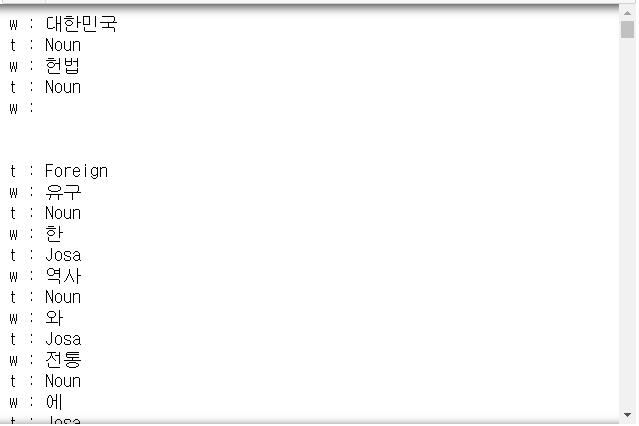 w : 대한민국
t : Noun
w : 헌법
t : Noun
w :
t : Foreign
w : 유구
t : Noun
w : 한
t : Josa
w : 역사
t : Noun
w : 와
t : Josa
w : 전통
t : Noun
w : 에
t : Josa